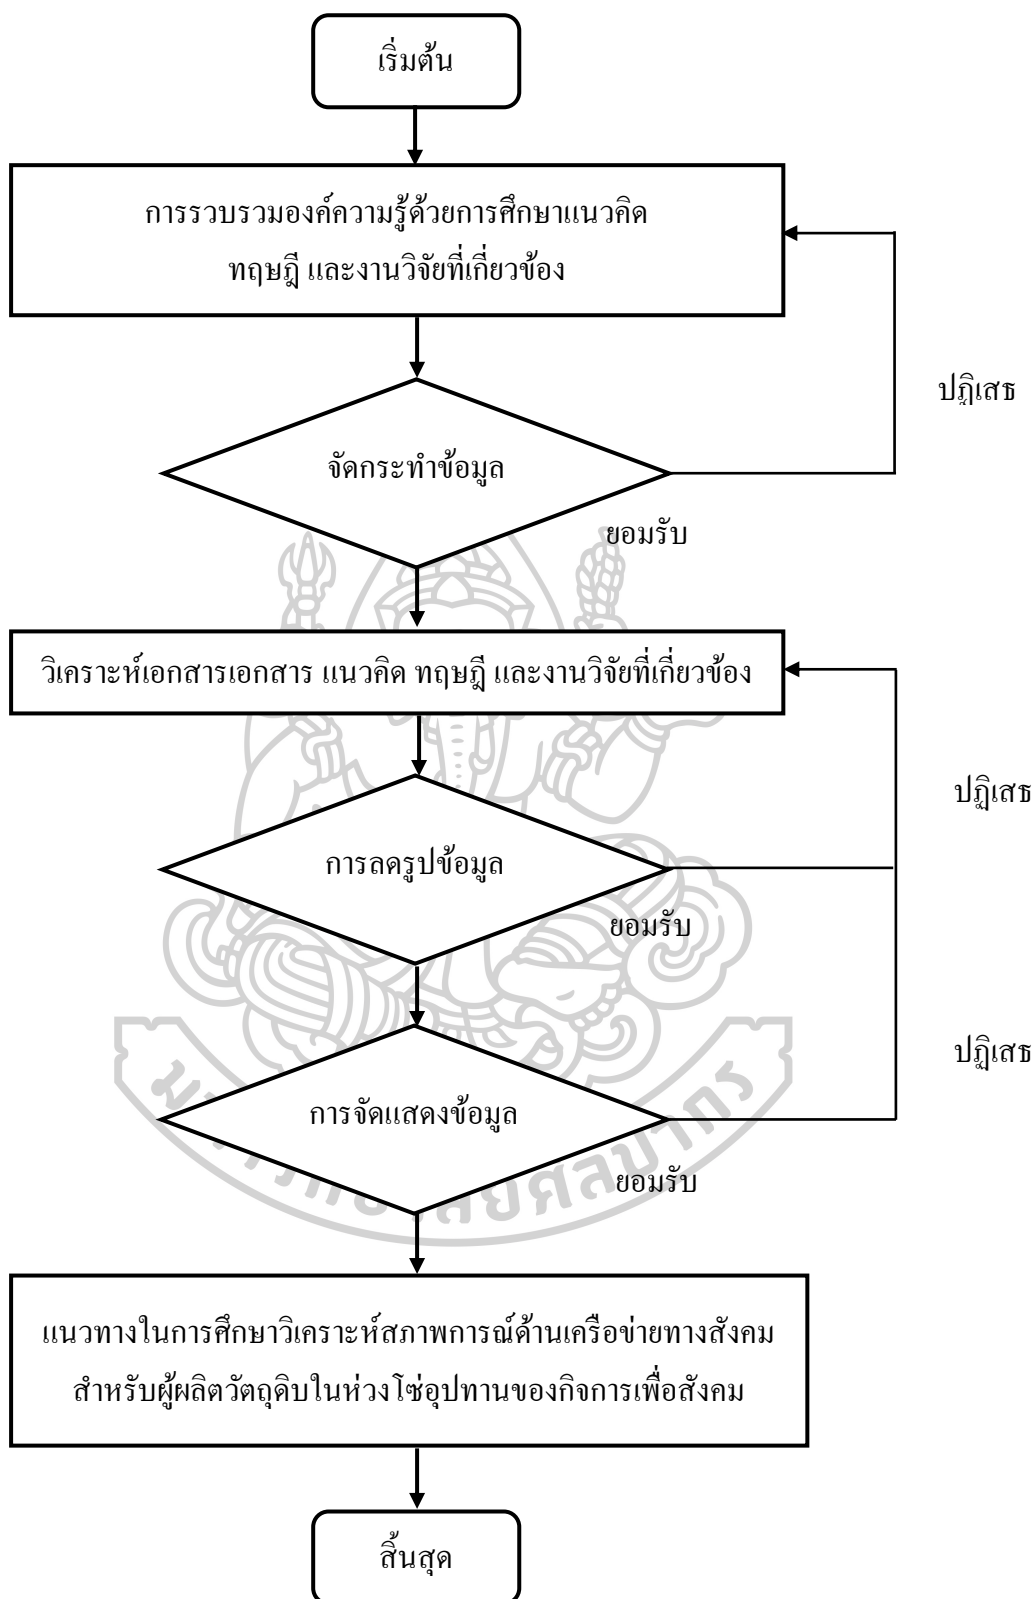 เริ่มต้น
การรวบรวมองค์ความรู้ด้วยการศึกษาแนวคิด
ทฤษฎี และงานวิจัยที่เกี่ยวข้อง
ปฏิเสธ
จัดกระทำข้อมูล
ยอมรับ
วิเคราะห์เอกสารเอกสาร แนวคิด ทฤษฎี และงานวิจัยที่เกี่ยวข้อง
ปฏิเสธ
การลดรูปข้อมูล
ยอมรับ
ปฏิเสธ
การจัดแสดงข้อมูล
ยอมรับ
แนวทางในการศึกษาวิเคราะห์สภาพการณ์ด้านเครือข่ายทางสังคม
สำหรับผู้ผลิตวัตถุดิบในห่วงโซ่อุปทานของกิจการเพื่อสังคม
สิ้นสุด